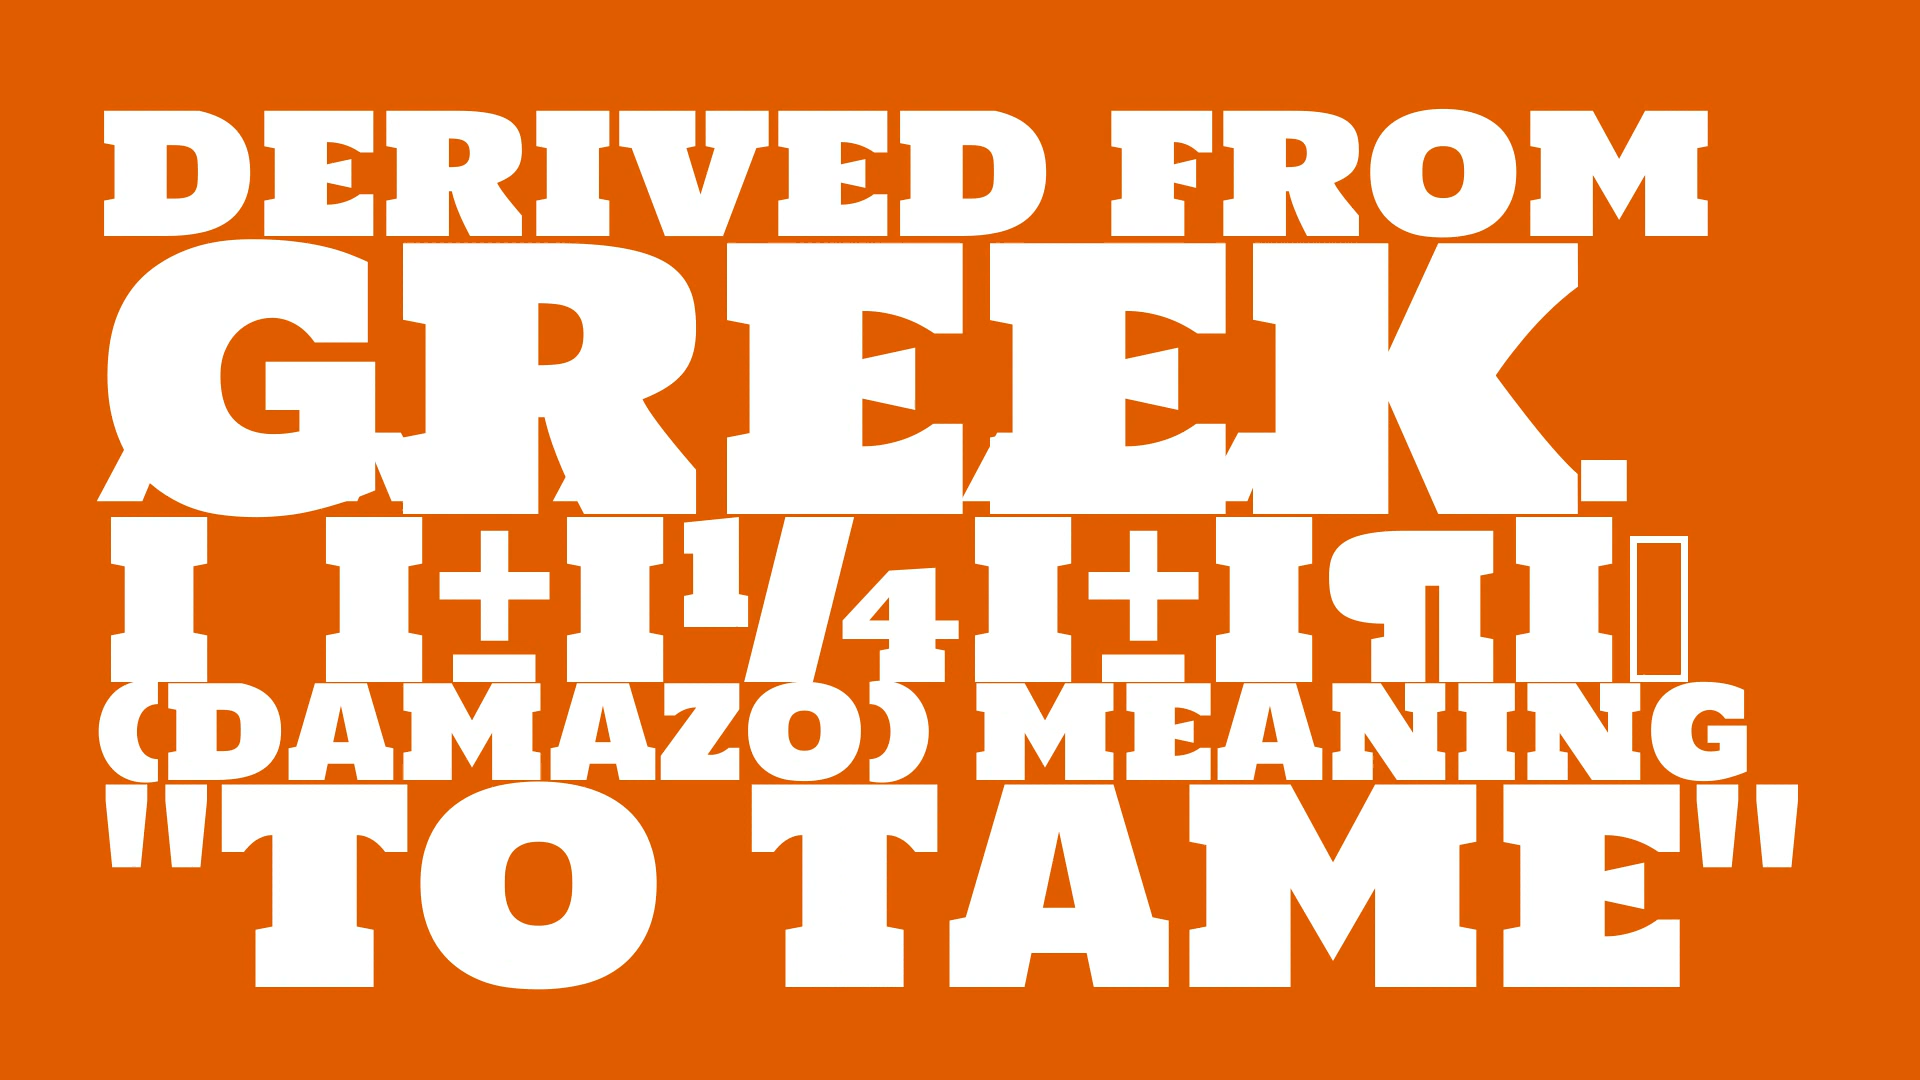 DERIVED FROM
GREEK
Î Î±Î¼Î±Î¶Ï
(DAMAZO) MEANING
"TO TAME"